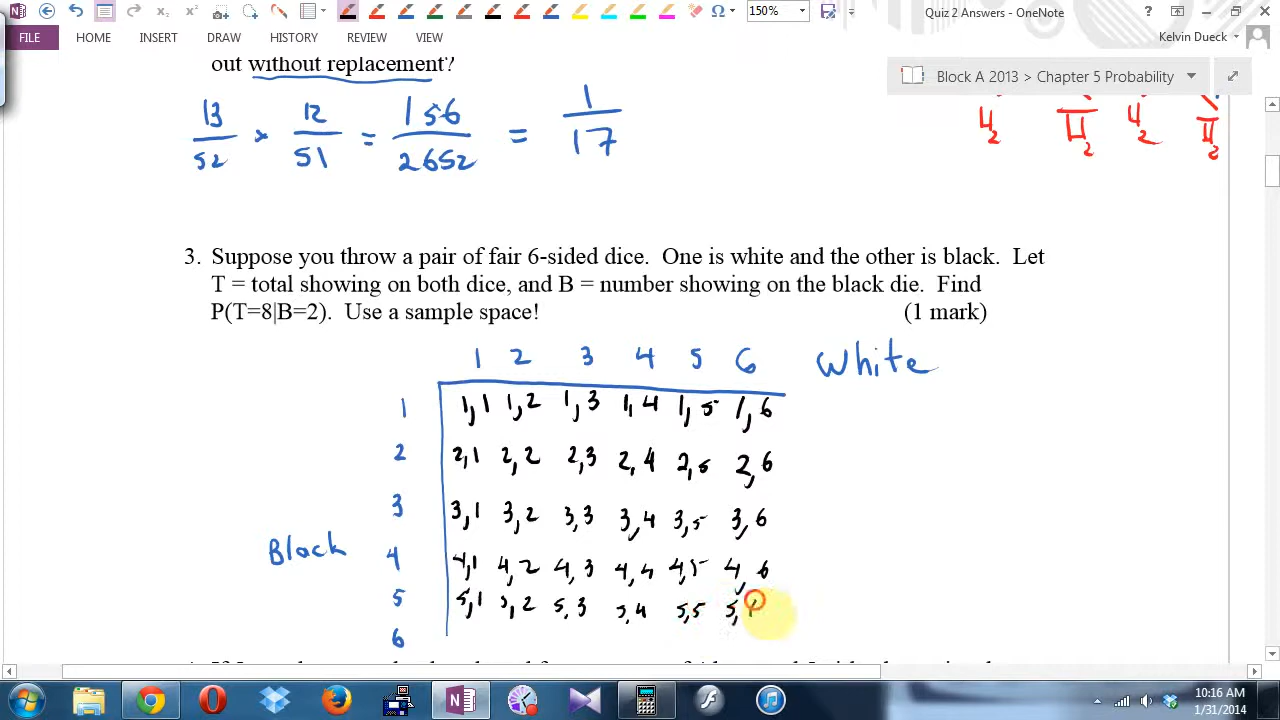 Quiz 2 Answers - OneNote
150%
FILE HOME INSERT DRAW HISTORY REVIEW VIEW
Kelvin Dueck
Block A 2013 > Chapter 5 Probability
out without replacement?
13/52 × 12/51 = 156/2652 = 1/17
3. Suppose you throw a pair of fair 6-sided dice. One is white and the other is black. Let
T = total showing on both dice, and B = number showing on the black die. Find
P(T=8|B=2). Use a sample space! (1 mark)
1 2 3 4 5 6 White
1 1,1 1,2 1,3 1,4 1,5 1,6
2 2,1 2,2 2,3 2,4 2,5 2,6
3 3,1 3,2 3,3 3,4 3,5 3,6
Black 4 4,1 4,2 4,3 4,4 4,5 4,6
5 5,1 5,2 5,3 5,4 5,5 5,
6
10:16 AM
1/31/2014